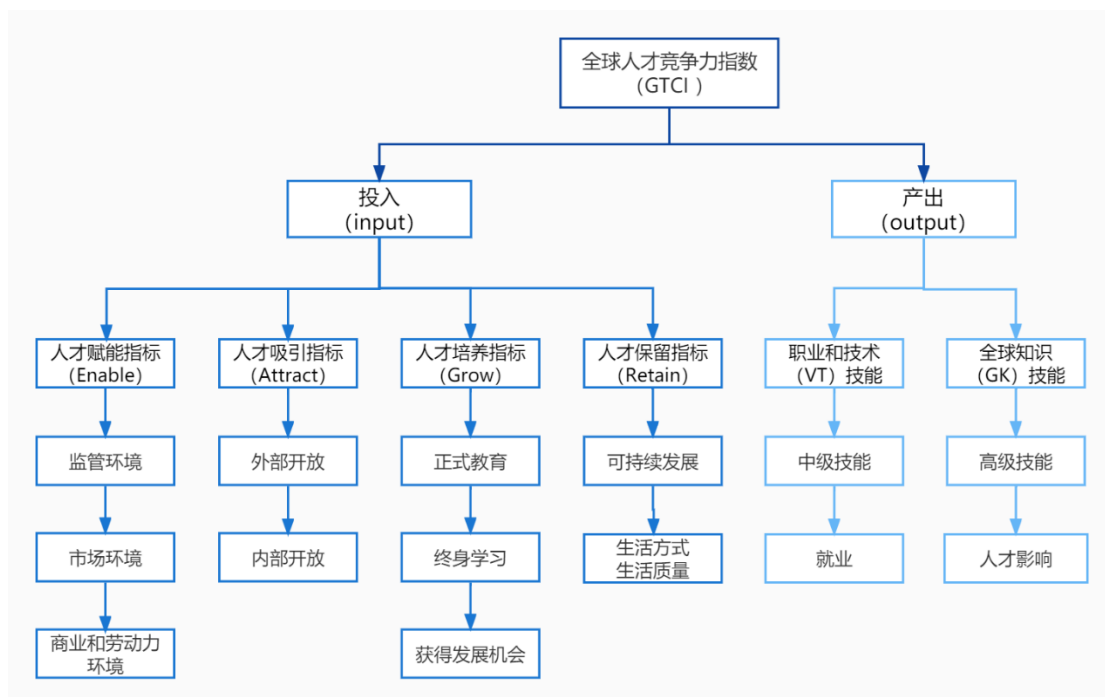 全球人才竞争力指数
（GTCI ）
投入
（input）
产出
（output）
人才赋能指标
（Enable）
人才吸引指标
（Attract）
人才培养指标
（Grow）
人才保留指标
（Retain）
职业和技术
（VT）技能
全球知识
（GK）技能
监管环境
外部开放
正式教育
可持续发展
中级技能
高级技能
市场环境
内部开放
终身学习
生活方式
生活质量
就业
人才影响
商业和劳动力
环境
获得发展机会